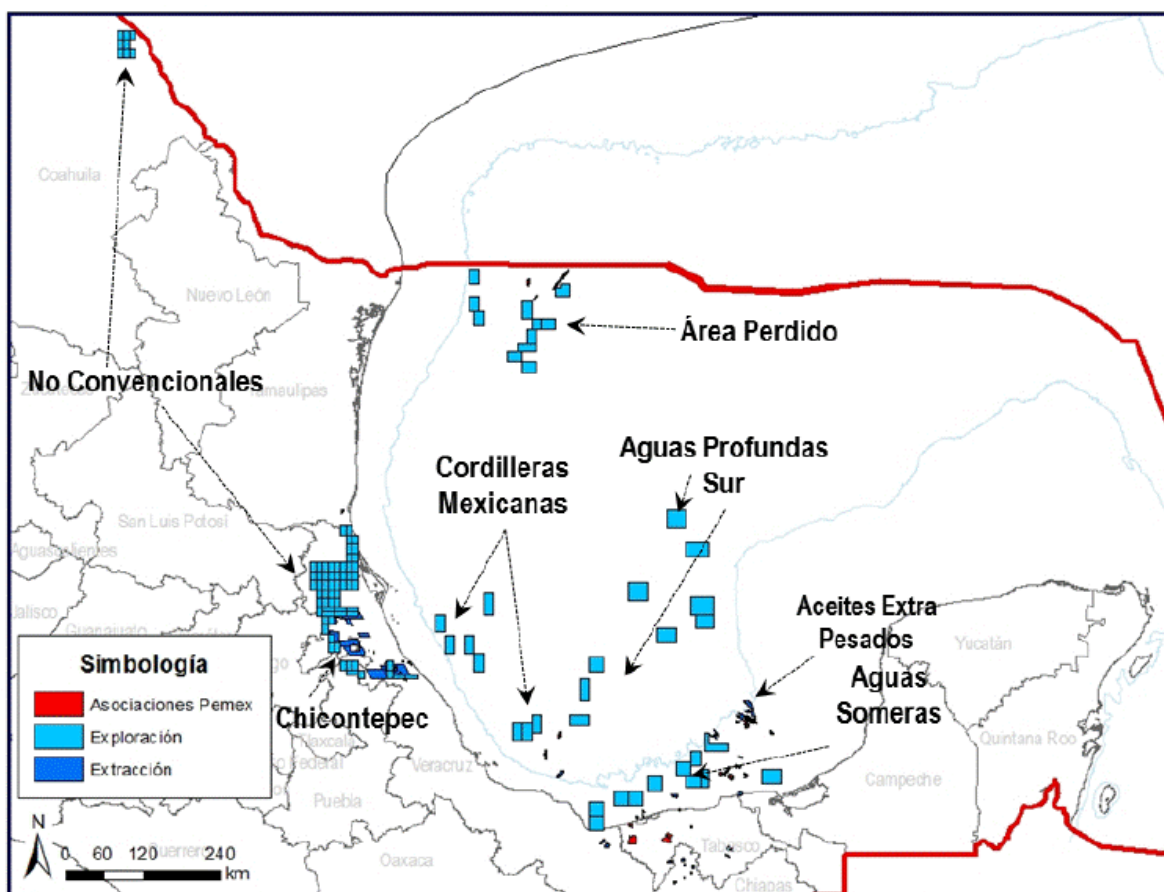 Coahuila
Nuevo León
Área Perdido
No Convencionales
Zacatecas
Tamaulipas
Cordilleras
Mexicanas
Aguas Profundas
Sur
San Luis Potosí
Aguascalientes
Jalisco
Guanajuato
Aceites Extra
Pesados
Yucatán
Aguas
Someras
Quintana Roo
Campeche
Simbología
Asociaciones Pemex
Exploración
Extracción
Chicontepec
Tlaxcala
Veracruz
Puebla
Guerrero
Oaxaca
Tabasco
Chiapas
N
0 60 120 240
km